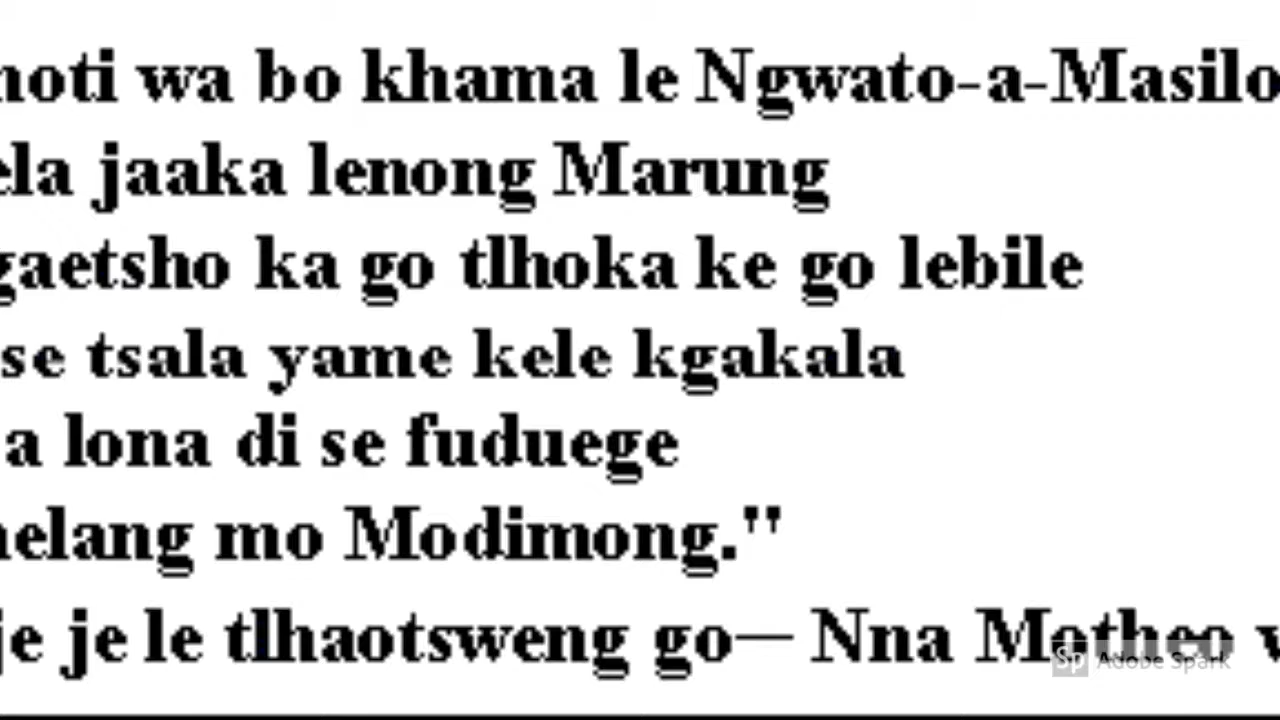 noti wa bo khama le Ngwato-a-Masilo
ela jaaka lenong Marung
gaetsho ka go tlhoka ke go lebile
se tsala yame kele kgakala
a lona di se fuduege
nelang mo Modimong."
je je le tlhaotsweng go— Nna Motheo
Sp Adobe Spark